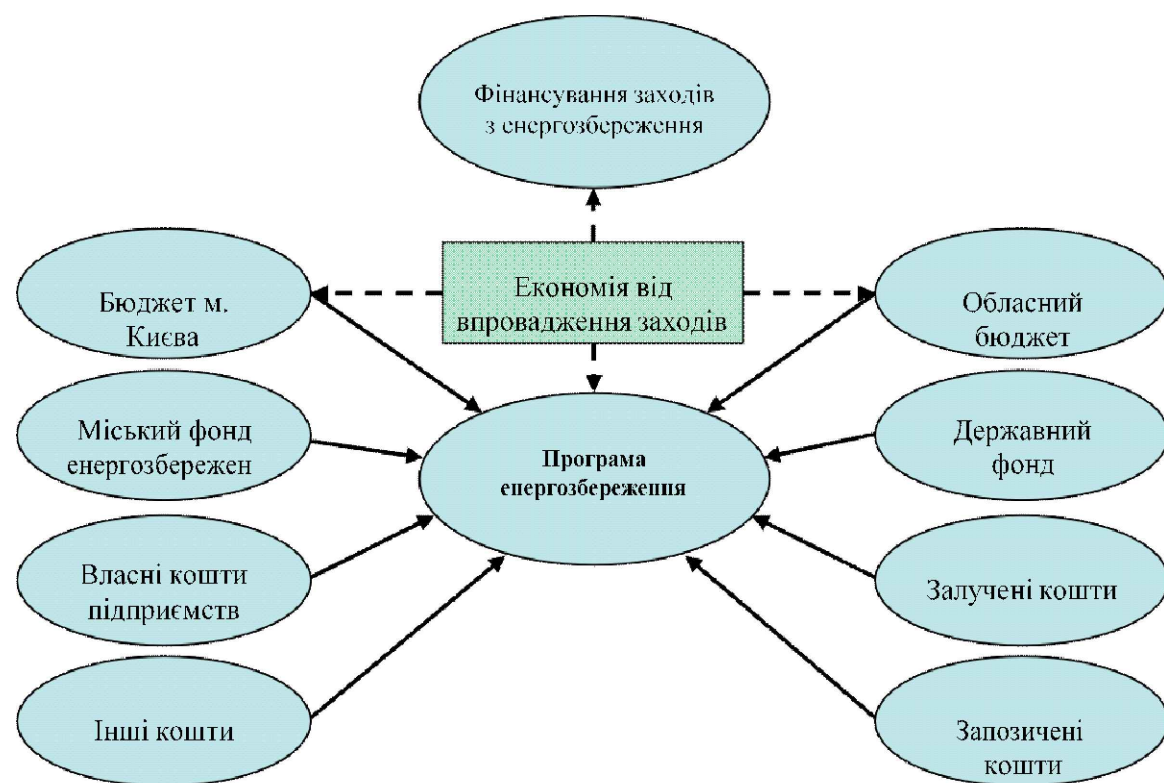 Фінансування заходів
з енергозбереження
Економія від
впровадження заходів
Бюджет м.
Києва
Обласний
бюджет
Міський фонд
енергозбережен
Програма
енергозбереження
Державний
фонд
Власні кошти
підприємств
Залучені кошти
Інші кошти
Запозичені
кошти